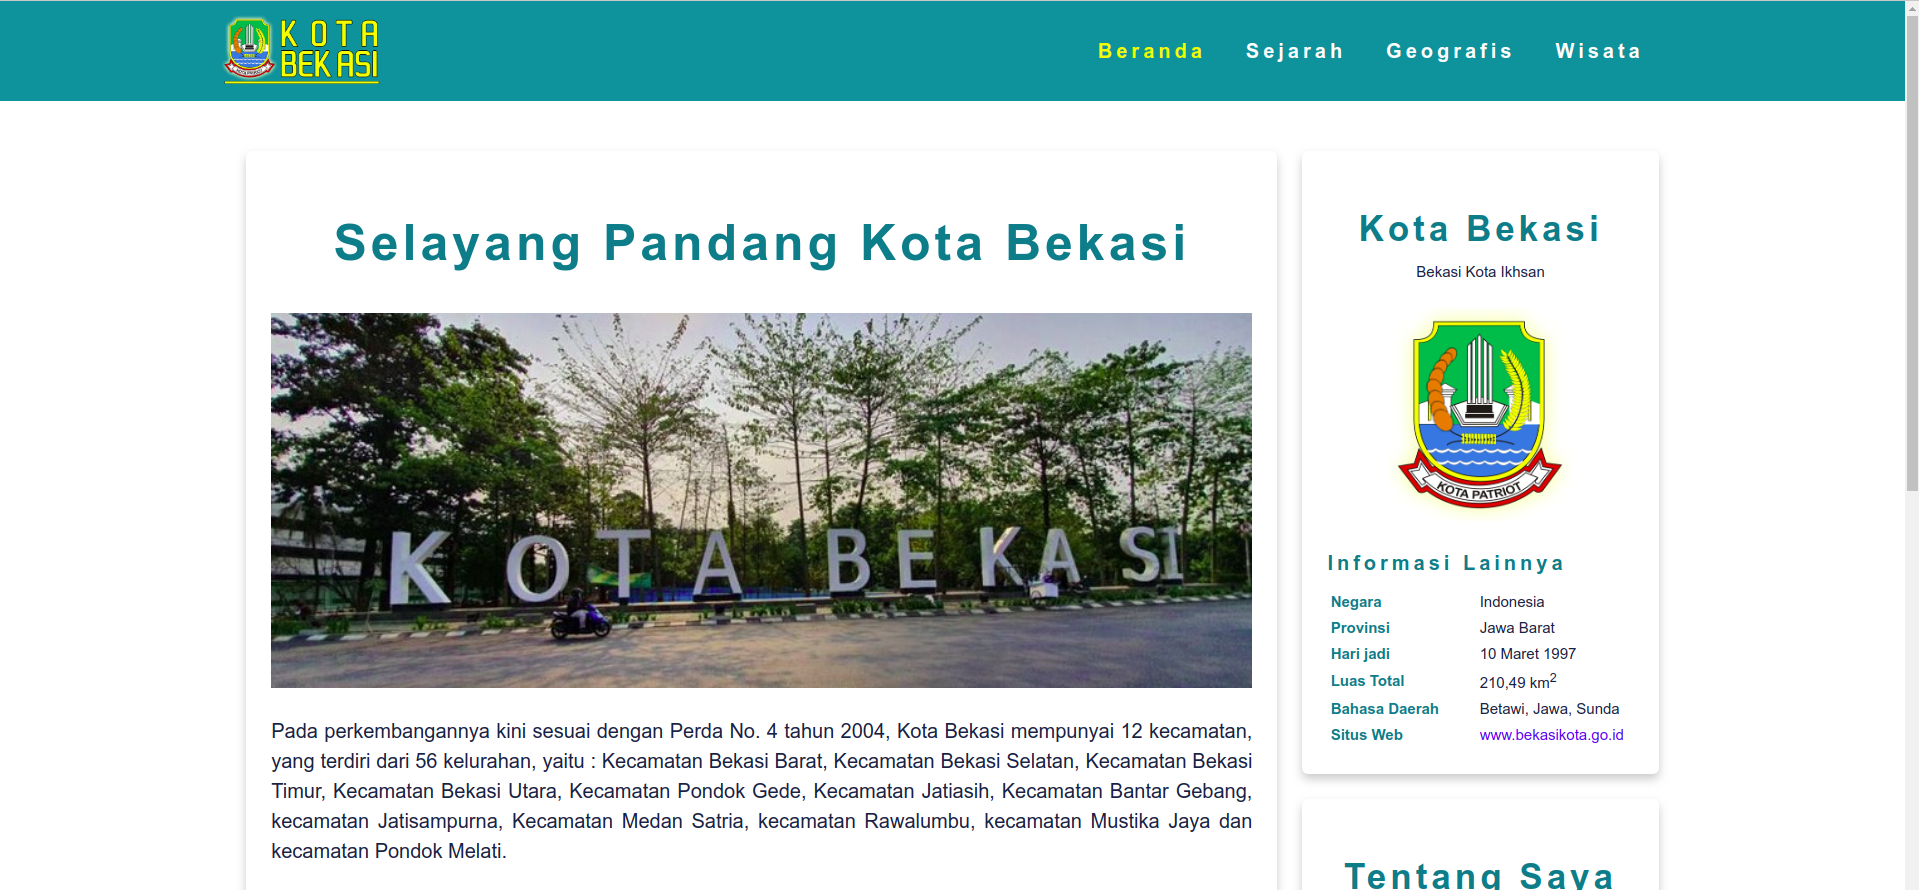 KOTA
BEKASI
Beranda Sejarah Geografis Wisata
Selayang Pandang Kota Bekasi
KOTA BEKASI
Pada perkembangannya kini sesuai dengan Perda No. 4 tahun 2004, Kota Bekasi mempunyai 12 kecamatan,
yang terdiri dari 56 kelurahan, yaitu : Kecamatan Bekasi Barat, Kecamatan Bekasi Selatan, Kecamatan Bekasi
Timur, Kecamatan Bekasi Utara, Kecamatan Pondok Gede, Kecamatan Jatiasih, Kecamatan Bantar Gebang,
kecamatan Jatisampurna, Kecamatan Medan Satria, kecamatan Rawalumbu, kecamatan Mustika Jaya dan
kecamatan Pondok Melati.
Kota Bekasi
Bekasi Kota Ikhsan
KOTA PATRIOT
Informasi Lainnya
Negara Indonesia
Provinsi Jawa Barat
Hari jadi 10 Maret 1997
Luas Total 210,49 km²
Bahasa Daerah Betawi, Jawa, Sunda
Situs Web www.bekasikota.go.id
Tentang Saya